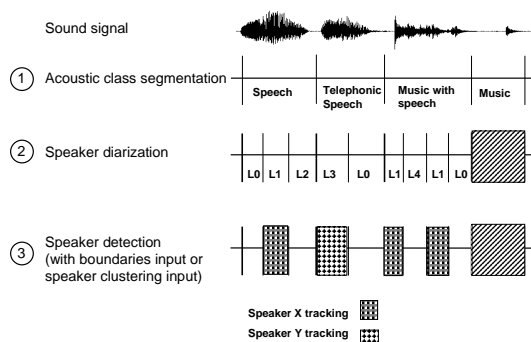 Sound signal
1 Acoustic class segmentation
Speech
Telephonic
Speech
Music with
speech
Music
2 Speaker diarization
L0 L1 L2 L3 L0 L1 L4 L1 L0
3 Speaker detection
(with boundaries input or
speaker clustering input)
Speaker X tracking
Speaker Y tracking